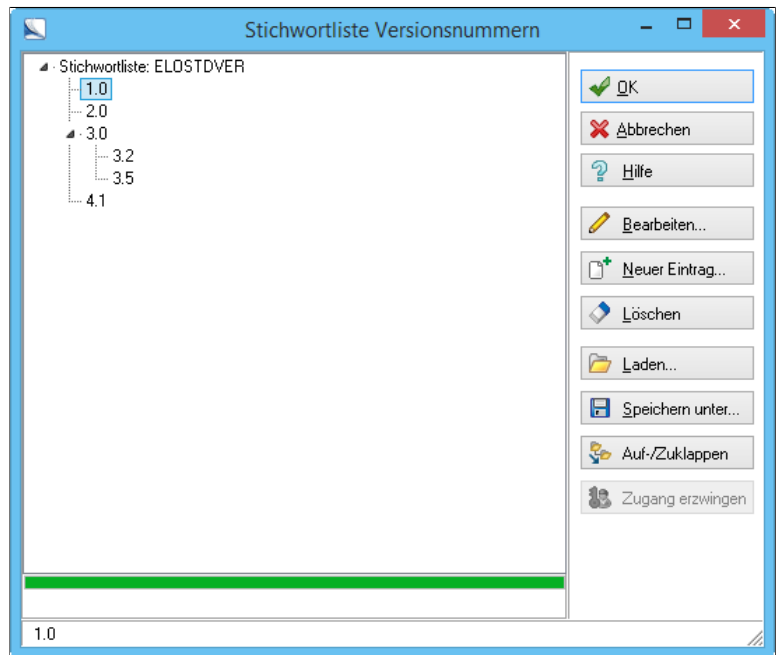 Stichwortliste Versionsnummern
Stichwortliste: ELOSTDVER
1.0
2.0
3.0
3.2
3.5
4.1
OK
Abbrechen
Hilfe
Bearbeiten...
Neuer Eintrag...
Löschen
Laden...
Speichern unter...
Auf-/Zuklappen
Zugang erzwingen
1.0